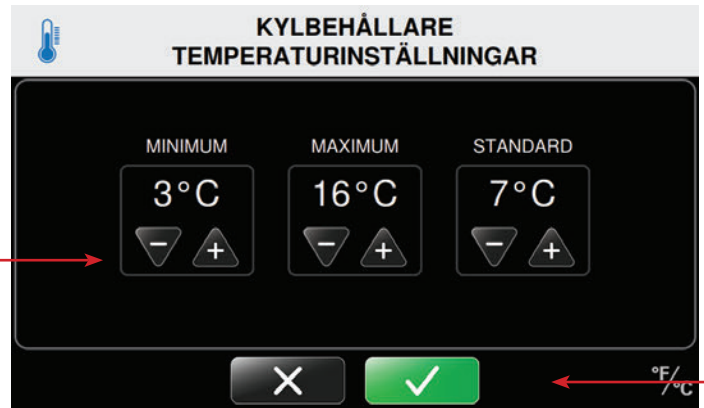 KYLBEHÅLLARE
TEMPERATURINSTÄLLNINGAR
MINIMUM MAXIMUM STANDARD
3°C 16°C 7°C
− + − + − +
°F/°C